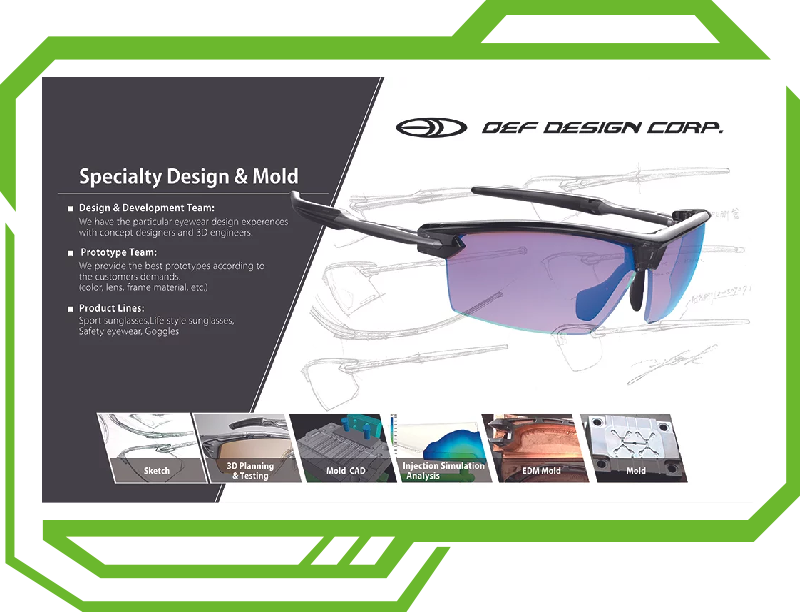 DEF DESIGN CORP.
Specialty Design & Mold
Design & Development Team:
We have the particular eyewear design experences
with concept designers and 3D engineers
Prototype Team:
We provide the best prototypes according to
the customers demands.
(color, lens, frame material, etc.)
Product Lines:
Sport sunglasses,Life style sunglasses,
Safety eyewear, Goggles
Sketch
3D Planning
& Testing
Mold CAD
Injection Simulation
Analysis
EDM Mold
Mold